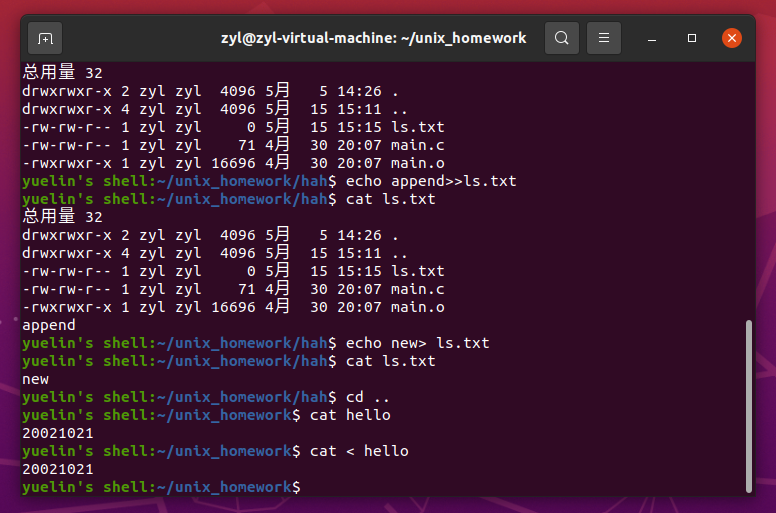 zyl@zyl-virtual-machine: ~/unix_homework
总用量 32
drwxrwxr-x 2 zyl zyl  4096 5月   5 14:26 .
drwxrwxr-x 4 zyl zyl  4096 5月  15 15:11 ..
-rw-rw-r-- 1 zyl zyl     0 5月  15 15:15 ls.txt
-rw-rw-r-- 1 zyl zyl    71 4月  30 20:07 main.c
-rwxrwxr-x 1 zyl zyl 16696 4月  30 20:07 main.o
yuelin's shell:~/unix_homework/hah$ echo append>>ls.txt
yuelin's shell:~/unix_homework/hah$ cat ls.txt
总用量 32
drwxrwxr-x 2 zyl zyl  4096 5月   5 14:26 .
drwxrwxr-x 4 zyl zyl  4096 5月  15 15:11 ..
-rw-rw-r-- 1 zyl zyl     0 5月  15 15:15 ls.txt
-rw-rw-r-- 1 zyl zyl    71 4月  30 20:07 main.c
-rwxrwxr-x 1 zyl zyl 16696 4月  30 20:07 main.o
append
yuelin's shell:~/unix_homework/hah$ echo new> ls.txt
yuelin's shell:~/unix_homework/hah$ cat ls.txt
new
yuelin's shell:~/unix_homework/hah$ cd ..
yuelin's shell:~/unix_homework$ cat hello
20021021
yuelin's shell:~/unix_homework$ cat < hello
20021021
yuelin's shell:~/unix_homework$